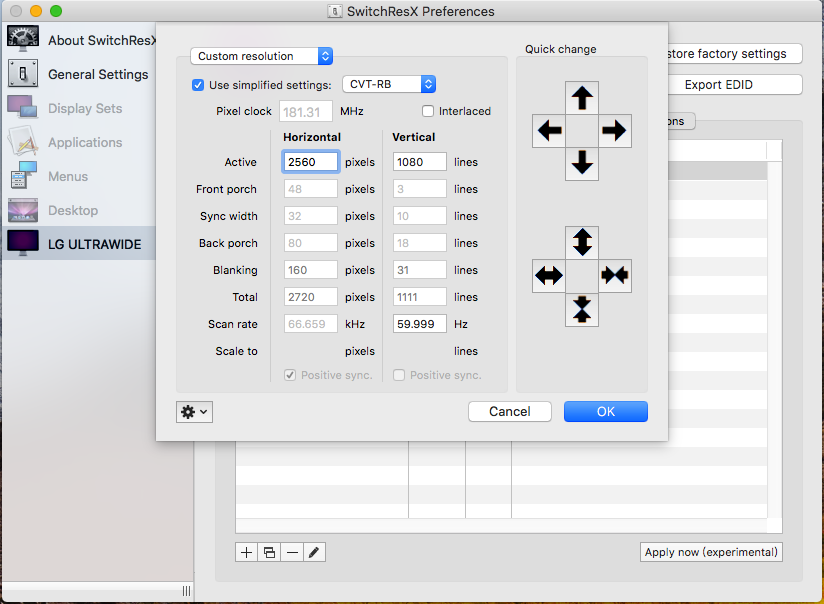 SwitchResX Preferences
About SwitchResX
General Settings
Display Sets
Applications
Menus
Desktop
LG ULTRAWIDE
Custom resolution
Use simplified settings: CVT-RB
Pixel clock 181.31 MHz Interlaced
Horizontal Vertical
Active 2560 pixels 1080 lines
Front porch 48 pixels 3 lines
Sync width 32 pixels 10 lines
Back porch 80 pixels 18 lines
Blanking 160 pixels 31 lines
Total 2720 pixels 1111 lines
Scan rate 66.659 kHz 59.999 Hz
Scale to pixels lines
Positive sync. Positive sync.
Cancel OK
Quick change
store factory settings
Export EDID
ons
Apply now (experimental)